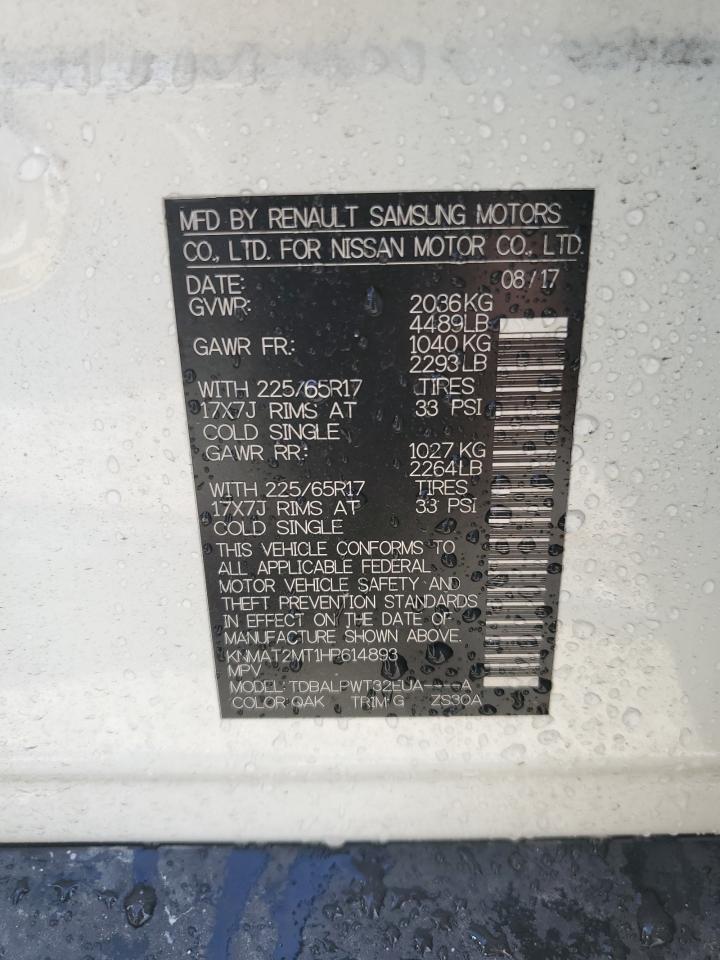 MFD BY RENAULT SAMSUNG MOTORS
CO., LTD. FOR NISSAN MOTOR CO., LTD.
DATE: 08/17
GVWR: 2036KG
4489LB
GAWR FR: 1040KG
2293LB
WITH 225/65R17 TIRES
17X7J RIMS AT 33 PSI
COLD SINGLE
GAWR RR: 1027KG
2264LB
WITH 225/65R17 TIRES
17X7J RIMS AT 33 PSI
COLD SINGLE
THIS VEHICLE CONFORMS TO
ALL APPLICABLE FEDERAL
MOTOR VEHICLE SAFETY AND
THEFT PREVENTION STANDARDS
IN EFFECT ON THE DATE OF
MANUFACTURE SHOWN ABOVE.
KNMAT2MT1HP614893
MPV
MODEL:
COLOR: QAK TRIM: G ZS30A